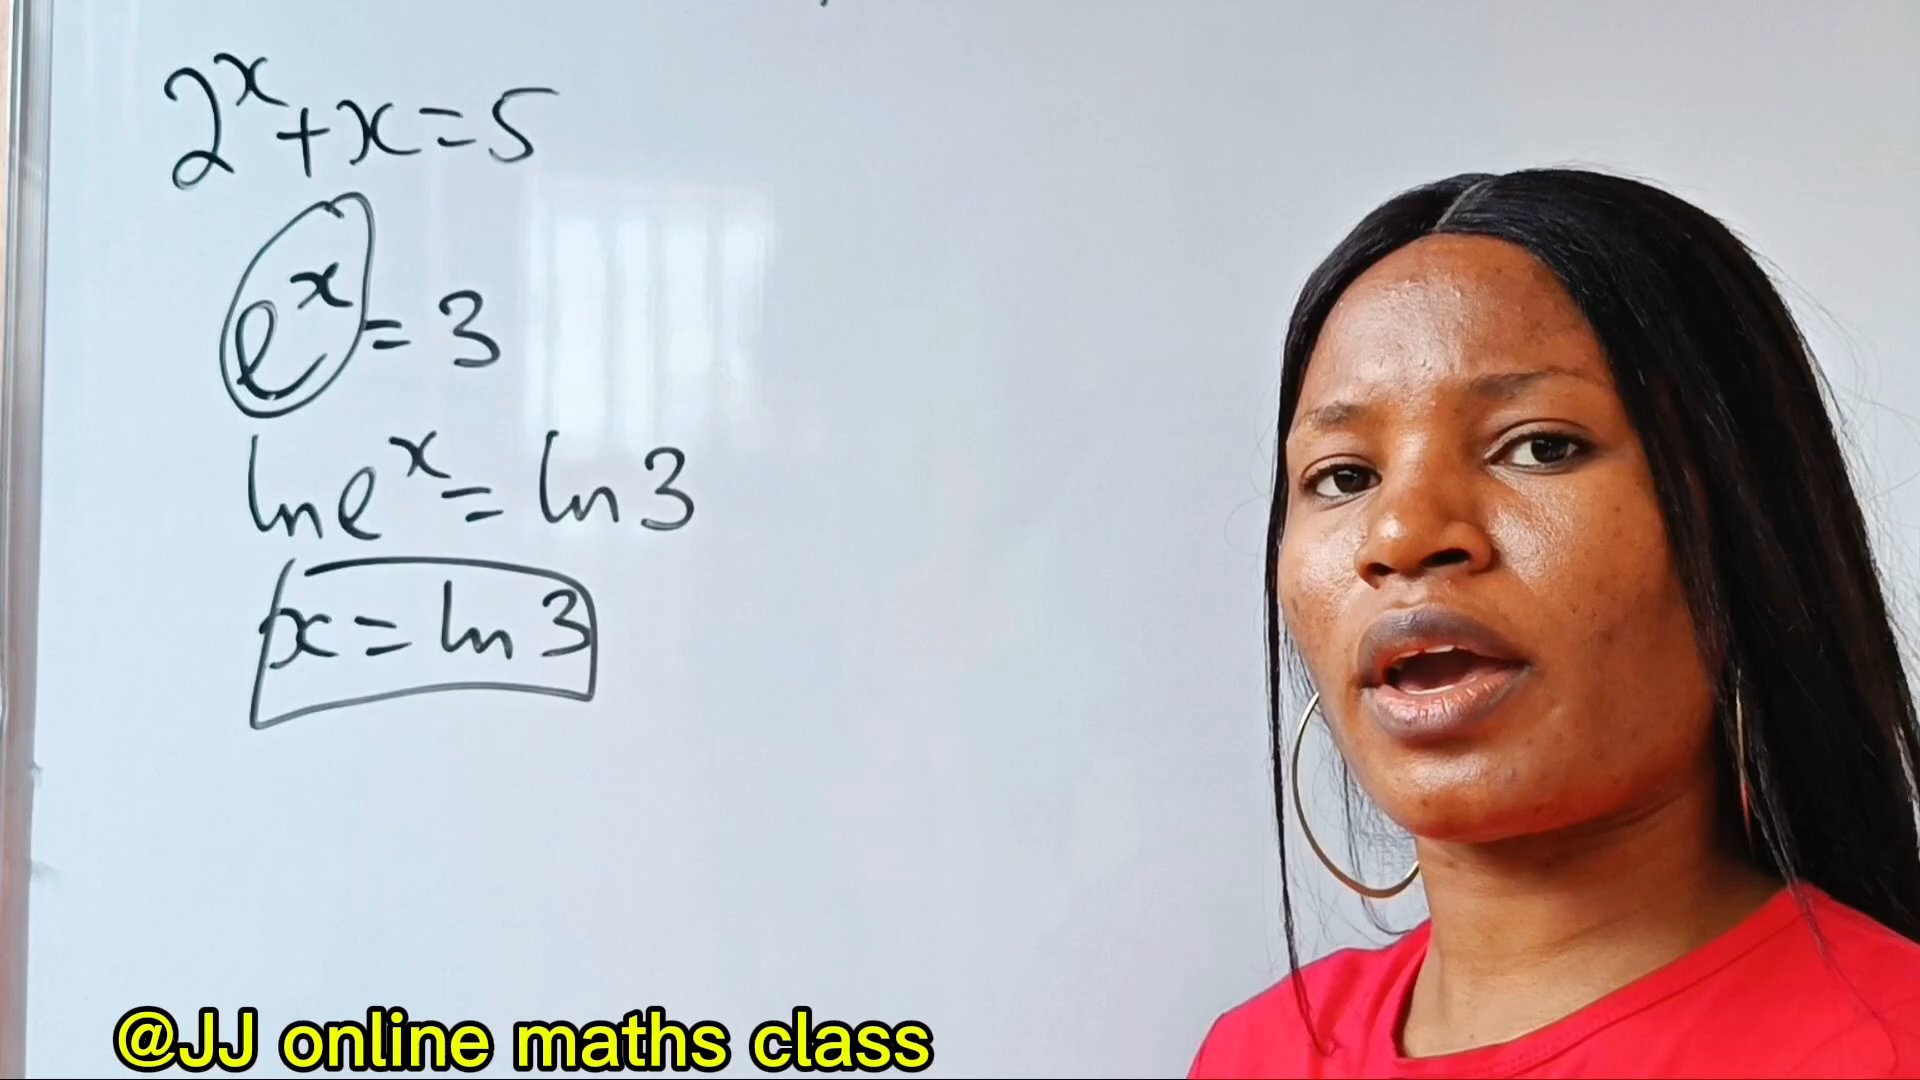 2^x + x = 5
e^x = 3
ln e^x = ln 3
x = ln 3
@JJ online maths class